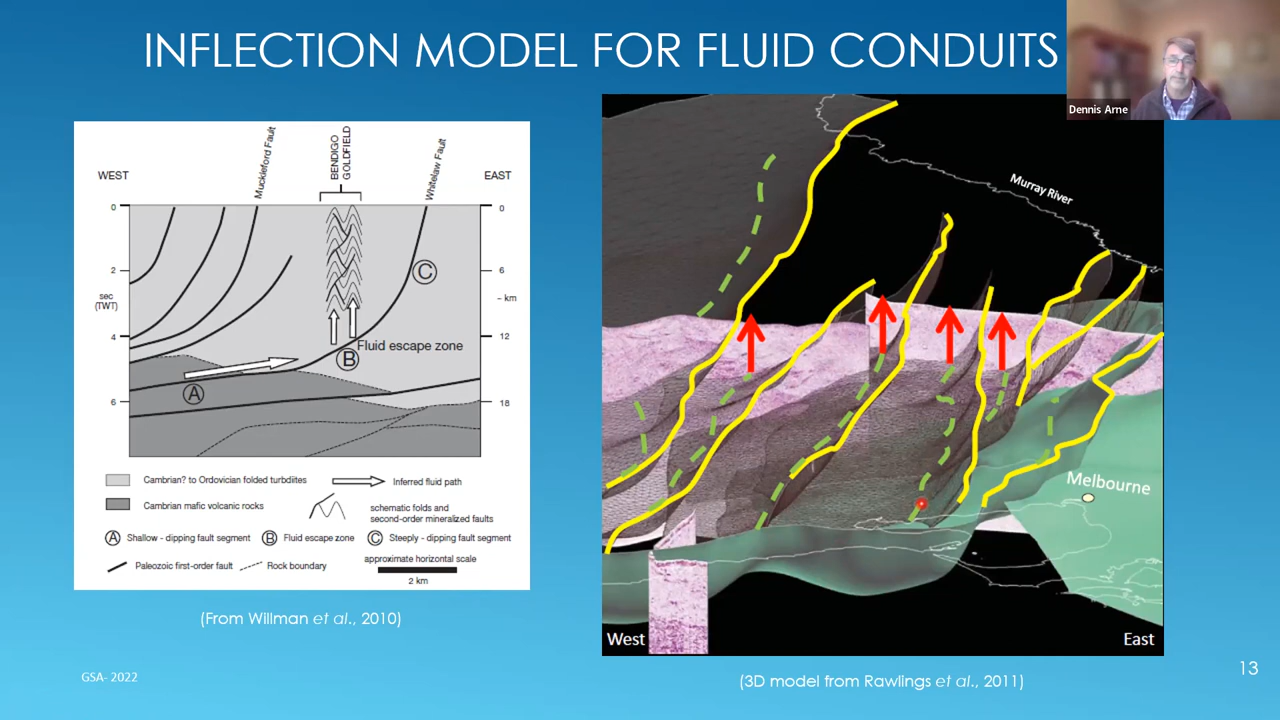 INFLECTION MODEL FOR FLUID CONDUITS
Dennis Arne
WEST
Muckleford Fault
BENDIGO
GOLDFIELD
Whitelaw Fault
EAST
0
0
2
6
sec
(TWT)
~ km
C
4
12
Fluid escape zone
B
A
6
18
Cambrian? to Ordovician folded turbdiites
Inferred fluid path
Cambrian mafic volcanic rocks
schematic folds and
second-order mineralized faults
A Shallow - dipping fault segment
B Fluid escape zone
C Steeply - dipping fault segment
Paleozoic first-order fault
Rock boundary
approximate horizontal scale
2 km
(From Willman et al., 2010)
Murray River
Melbourne
West
East
(3D model from Rawlings et al., 2011)
GSA- 2022
13